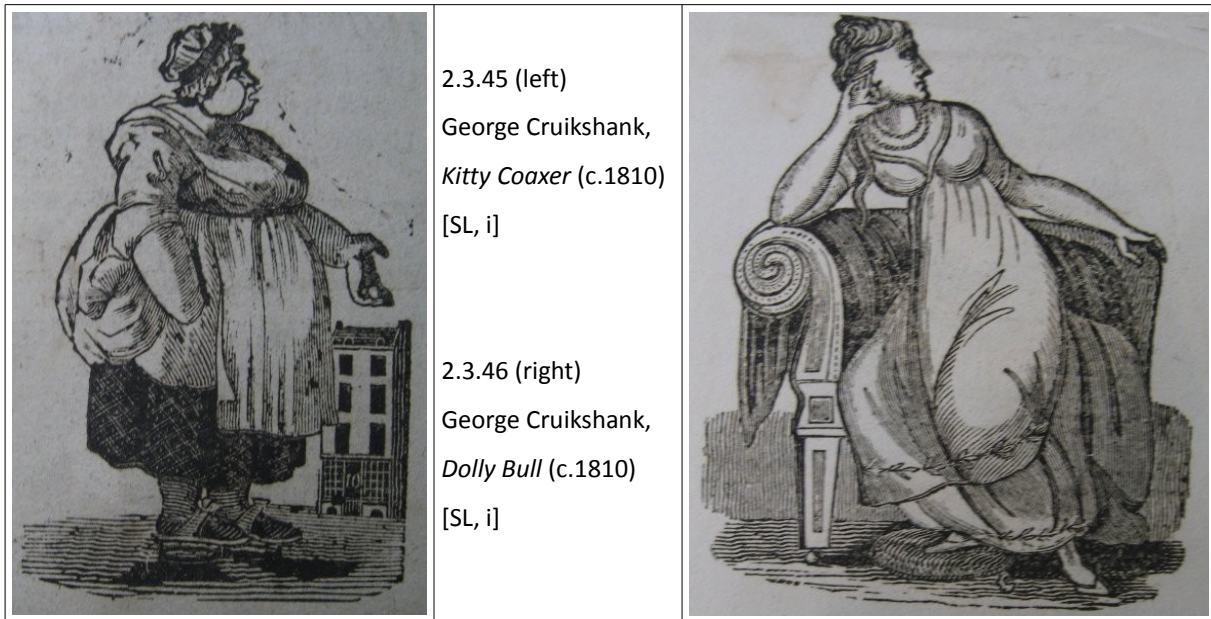 2.3.45 (left)
George Cruikshank,
Kitty Coaxer (c.1810)
[SL, i]
2.3.46 (right)
George Cruikshank,
Dolly Bull (c.1810)
[SL, i]
10